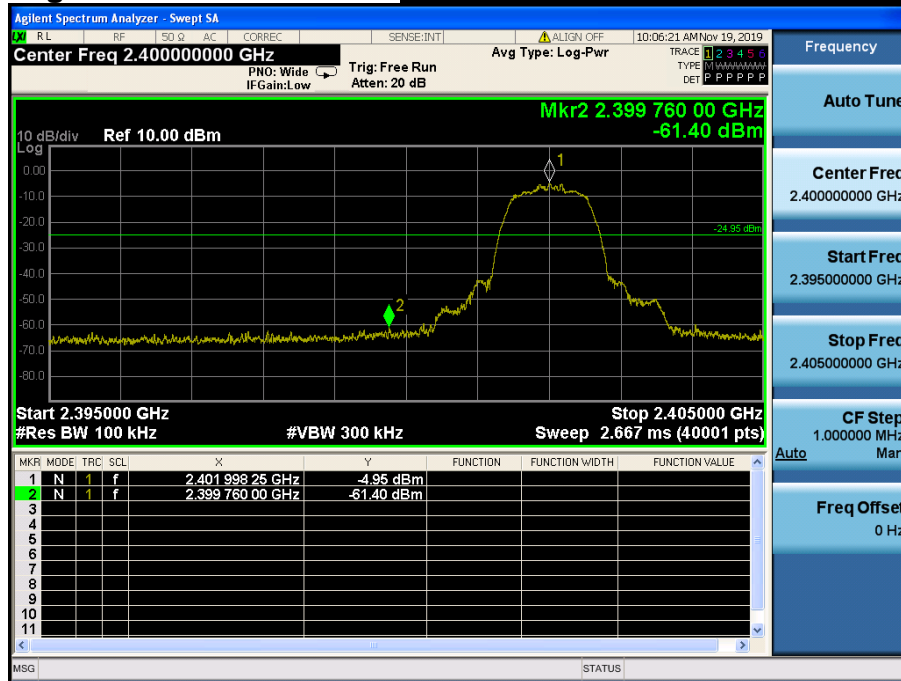 Agilent Spectrum Analyzer - Swept SA
LXI RL RF 50 Ω AC CORREC SENSE:INT ALIGN OFF 10:06:21 AM Nov 19, 2019
Center Freq 2.400000000 GHz
PNO: Wide
IFGain:Low
Trig: Free Run
Atten: 20 dB
Avg Type: Log-Pwr
TRACE 1 2 3 4 5 6
TYPE M WWWWW
DET P P P P P P
Mkr2 2.399 760 00 GHz
-61.40 dBm
10 dB/div Ref 10.00 dBm
Log
1
0.00
-10.0
-20.0
-24.95 dBm
-30.0
-40.0
-50.0
2
-60.0
-70.0
-80.0
Start 2.395000 GHz Stop 2.405000 GHz
#Res BW 100 kHz #VBW 300 kHz Sweep 2.667 ms (40001 pts)
MKR MODE TRC SCL X Y FUNCTION FUNCTION WIDTH FUNCTION VALUE
1 N 1 f 2.401 998 25 GHz -4.95 dBm
2 N 1 f 2.399 760 00 GHz -61.40 dBm
3
4
5
6
7
8
9
10
11
MSG STATUS
Frequency
Auto Tune
Center Freq
2.400000000 GHz
Start Freq
2.395000000 GHz
Stop Freq
2.405000000 GHz
CF Step
1.000000 MHz
Auto Man
Freq Offset
0 Hz